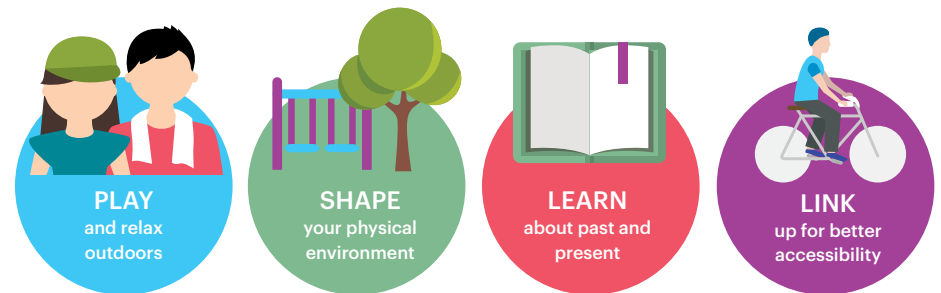 PLAY
and relax
outdoors
SHAPE
your physical
environment
LEARN
about past and
present
LINK
up for better
accessibility